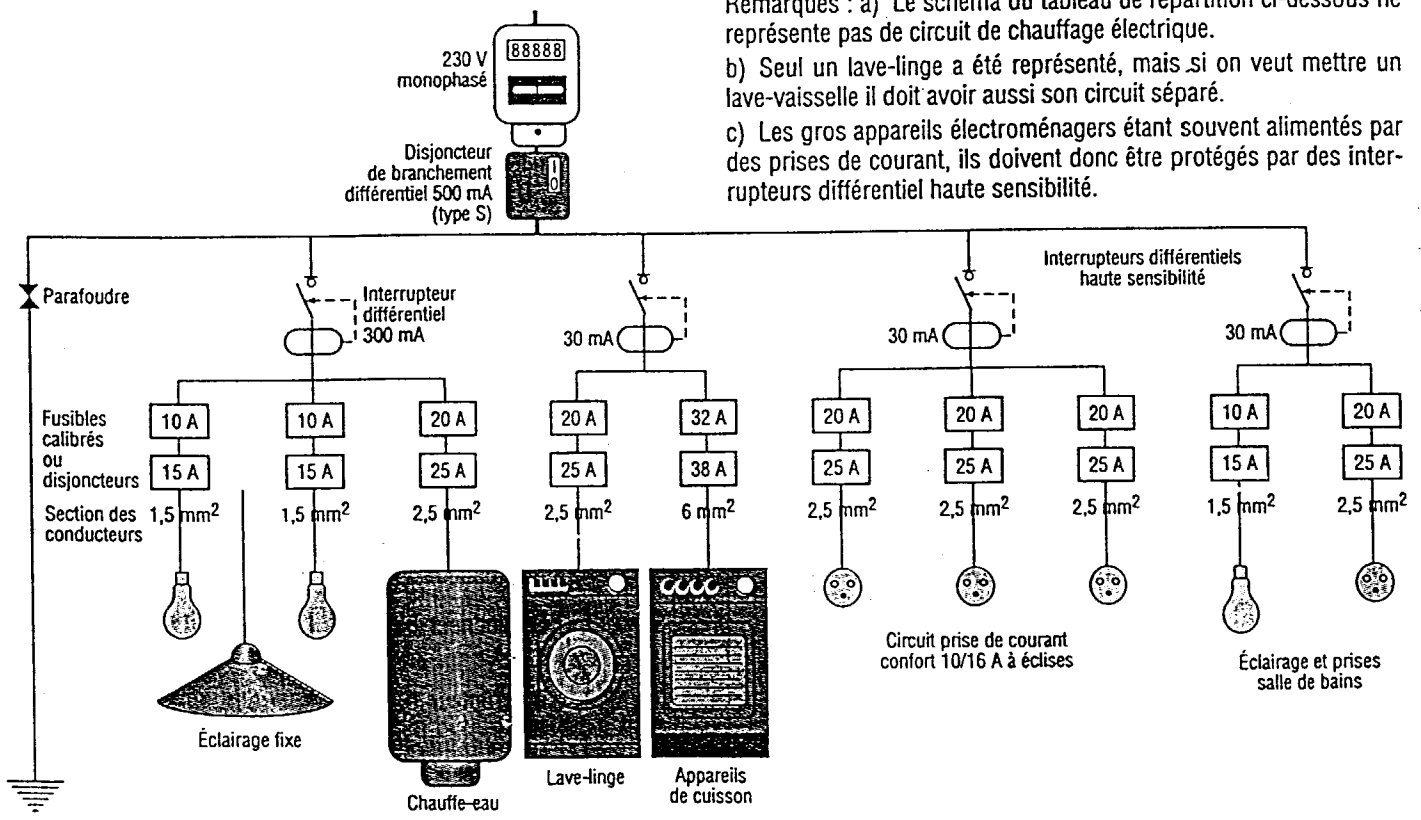 Remarques : a) Le schéma du tableau de répartition ci-dessous ne
représente pas de circuit de chauffage électrique.
b) Seul un lave-linge a été représenté, mais si on veut mettre un
lave-vaisselle il doit avoir aussi son circuit séparé.
c) Les gros appareils électroménagers étant souvent alimentés par
des prises de courant, ils doivent donc être protégés par des inter-
rupteurs différentiel haute sensibilité.
88888
230 V
monophasé
Disjoncteur
de branchement
différentiel 500 mA
(type S)
I
0
Parafoudre
Interrupteur
différentiel
300 mA
30 mA
30 mA
Interrupteurs différentiels
haute sensibilité
30 mA
Fusibles
calibrés
ou
disjoncteurs
10 A
10 A
20 A
20 A
32 A
20 A
20 A
20 A
10 A
20 A
15 A
15 A
25 A
25 A
38 A
25 A
25 A
25 A
15 A
25 A
Section des
conducteurs
1,5 mm²
1,5 mm²
2,5 mm²
2,5 mm²
6 mm²
2,5 mm²
2,5 mm²
2,5 mm²
1,5 mm²
2,5 mm²
Éclairage fixe
Chauffe-eau
Lave-linge
Appareils
de cuisson
Circuit prise de courant
confort 10/16 A à éclises
Éclairage et prises
salle de bains